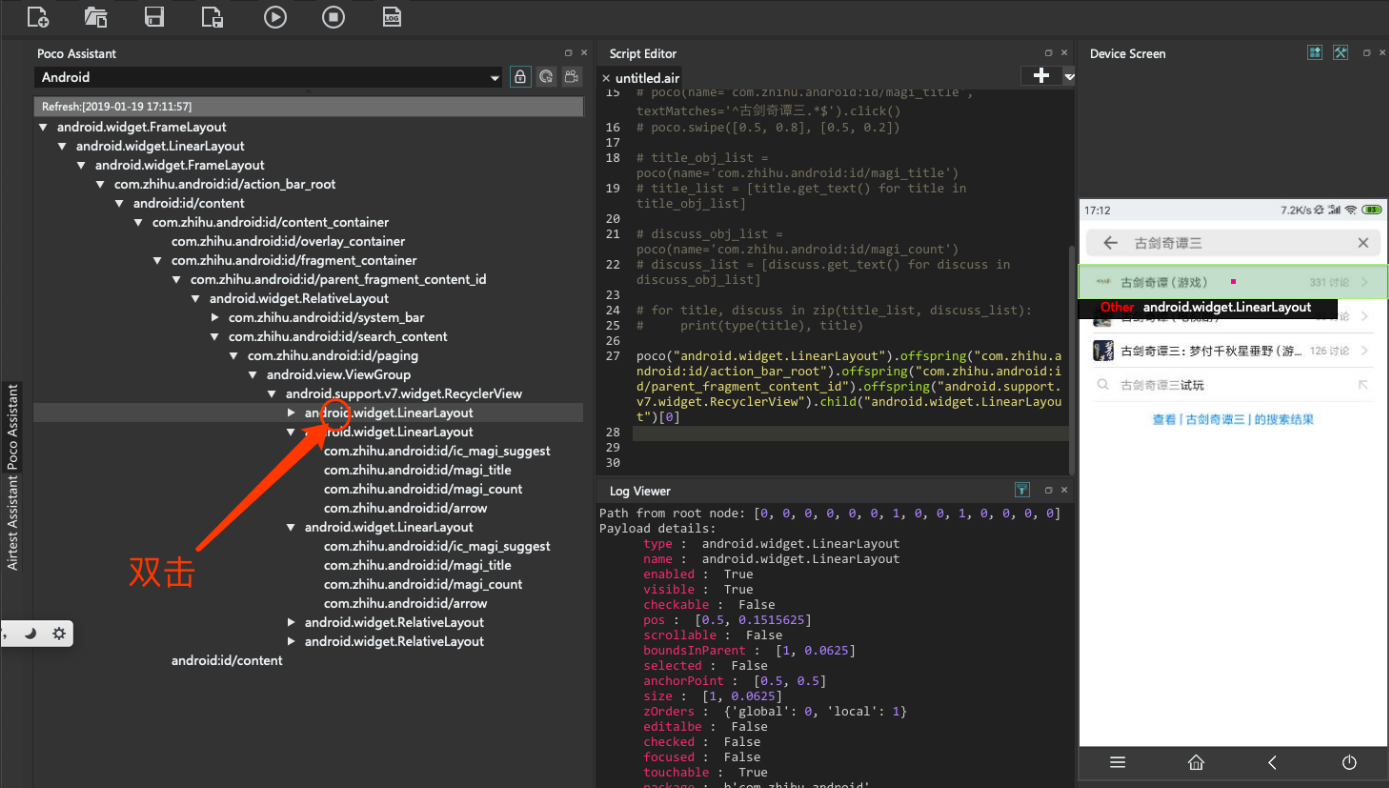 LOG
Poco Assistant
Android
Refresh:[2019-01-19 17:11:57]
android.widget.FrameLayout
android.widget.LinearLayout
android.widget.FrameLayout
com.zhihu.android:id/action_bar_root
android:id/content
com.zhihu.android:id/content_container
com.zhihu.android:id/overlay_container
com.zhihu.android:id/fragment_container
com.zhihu.android:id/parent_fragment_content_id
android.widget.RelativeLayout
com.zhihu.android:id/system_bar
com.zhihu.android:id/search_content
com.zhihu.android:id/paging
android.view.ViewGroup
android.support.v7.widget.RecyclerView
android.widget.LinearLayout
android.widget.LinearLayout
com.zhihu.android:id/ic_magi_suggest
com.zhihu.android:id/magi_title
com.zhihu.android:id/magi_count
com.zhihu.android:id/arrow
android.widget.LinearLayout
com.zhihu.android:id/ic_magi_suggest
com.zhihu.android:id/magi_title
com.zhihu.android:id/magi_count
com.zhihu.android:id/arrow
android.widget.RelativeLayout
android.widget.RelativeLayout
android:id/content
双击
Poco Assistant
Airtest Assistant
Script Editor
untitled.air
15 # poco(name='com.zhihu.android:id/magi_title',
textMatches='^古剑奇谭三.*$').click()
16 # poco.swipe([0.5, 0.8], [0.5, 0.2])
17
18 # title_obj_list =
poco(name='com.zhihu.android:id/magi_title')
19 # title_list = [title.get_text() for title in
title_obj_list]
20
21 # discuss_obj_list =
poco(name='com.zhihu.android:id/magi_count')
22 # discuss_list = [discuss.get_text() for discuss in
discuss_obj_list]
23
24 # for title, discuss in zip(title_list, discuss_list):
25 #     print(type(title), title)
26
27 poco("android.widget.LinearLayout").offspring("com.zhihu.a
ndroid:id/action_bar_root").offspring("com.zhihu.android:i
d/parent_fragment_content_id").offspring("android.support.
v7.widget.RecyclerView").child("android.widget.LinearLayou
t")[0]
28
29
30
Log Viewer
Path from root node: [0, 0, 0, 0, 0, 0, 1, 0, 0, 1, 0, 0, 0, 0]
Payload details:
type : android.widget.LinearLayout
name : android.widget.LinearLayout
enabled : True
visible : True
checkable : False
pos : [0.5, 0.1515625]
scrollable : False
boundsInParent : [1, 0.0625]
selected : False
anchorPoint : [0.5, 0.5]
size : [1, 0.0625]
zOrders : {'global': 0, 'local': 1}
editalbe : False
checked : False
focused : False
touchable : True
package : b'com.zhihu.android'
Device Screen
17:12 7.2K/s
古剑奇谭三
古剑奇谭（游戏） 331 讨论
Other android.widget.LinearLayout
古剑奇谭三：梦付千秋星垂野（游... 126 讨论
古剑奇谭三试玩
查看「古剑奇谭三」的搜索结果